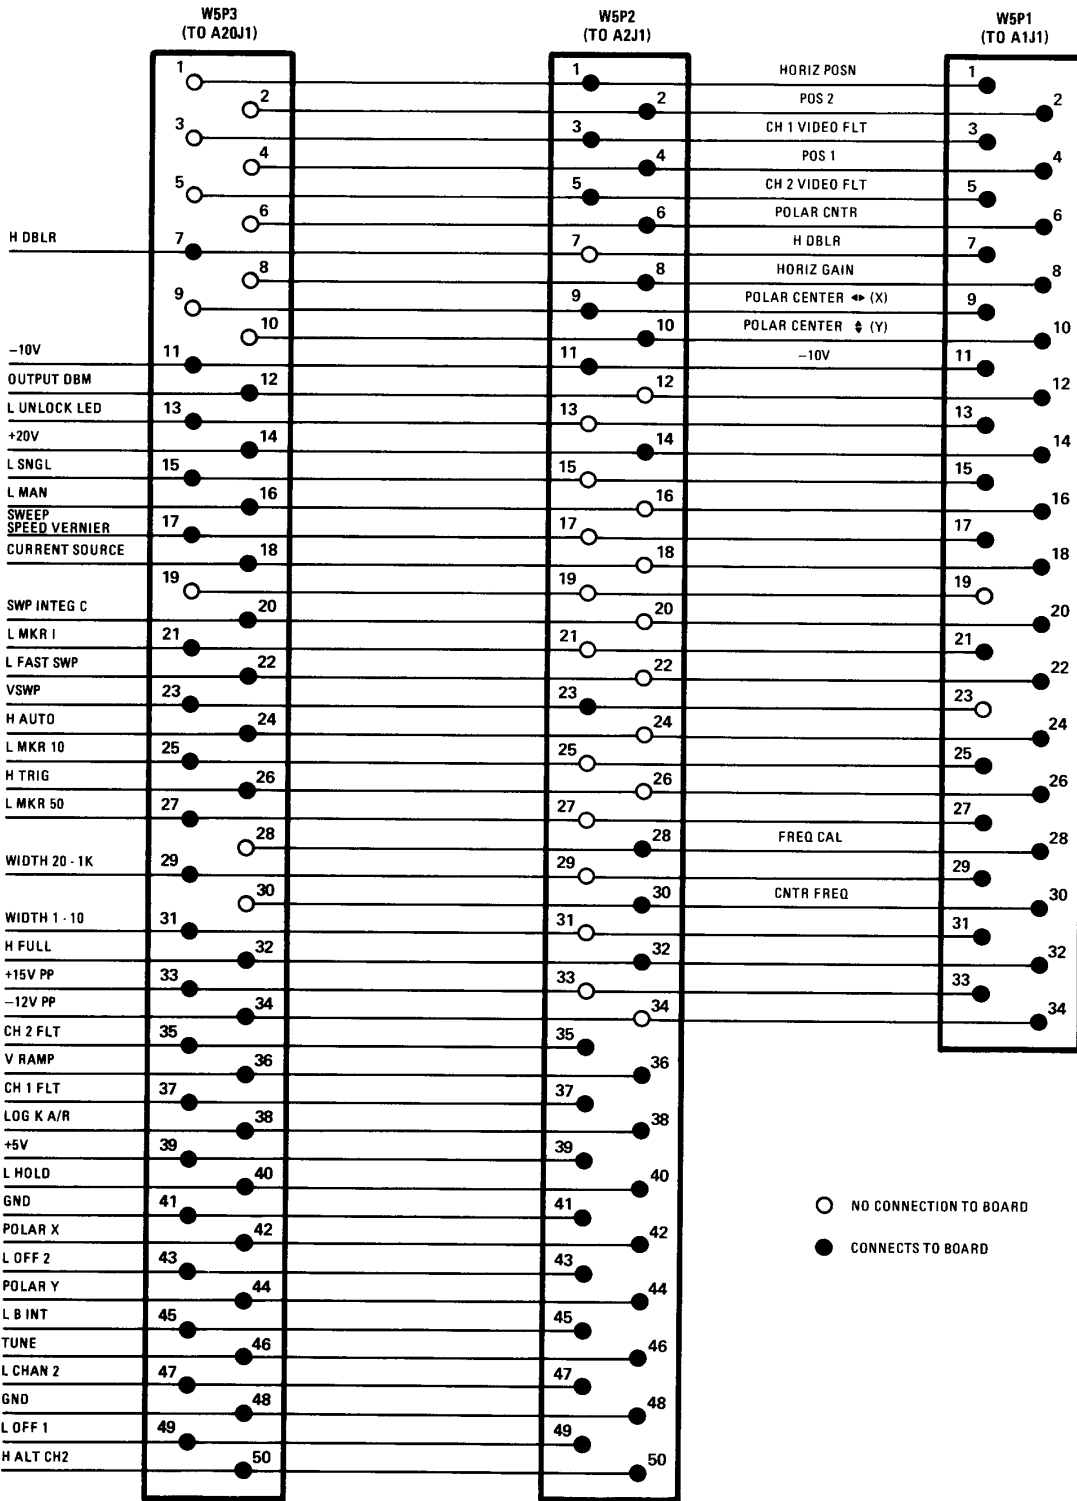 W5P3 W5P2 W5P1
(TO A20J1) (TO A2J1) (TO A1J1)
1 1 HORIZ POSN 1
2 2 POS 2 2
3 3 CH 1 VIDEO FLT 3
4 4 POS 1 4
5 5 CH 2 VIDEO FLT 5
6 6 POLAR CNTR 6
H DBLR 7 7 H DBLR 7
8 8 HORIZ GAIN 8
9 9 POLAR CENTER ◂▸ (X) 9
10 10 POLAR CENTER (Y) 10
−10V 11 11 −10V 11
OUTPUT DBM 12 12 12
L UNLOCK LED 13 13 13
+20V 14 14 14
L SNGL 15 15 15
L MAN 16 16 16
SWEEP
SPEED VERNIER 17 17 17
CURRENT SOURCE 18 18 18
19 19 19
SWP INTEG C 20 20 20
L MKR I 21 21 21
L FAST SWP 22 22 22
VSWP 23 23 23
H AUTO 24 24 24
L MKR 10 25 25 25
H TRIG 26 26 26
L MKR 50 27 27 27
28 28 FREQ CAL 28
WIDTH 20 - 1K 29 29 29
30 30 CNTR FREQ 30
WIDTH 1 - 10 31 31 31
H FULL 32 32 32
+15V PP 33 33 33
−12V PP 34 34 34
CH 2 FLT 35 35
V RAMP 36 36
CH 1 FLT 37 37
LOG K A/R 38 38
+5V 39 39
L HOLD 40 40
GND 41 41
POLAR X 42 42
L OFF 2 43 43
POLAR Y 44 44
L B INT 45 45
TUNE 46 46
L CHAN 2 47 47
GND 48 48
L OFF 1 49 49
H ALT CH2 50 50
NO CONNECTION TO BOARD
CONNECTS TO BOARD